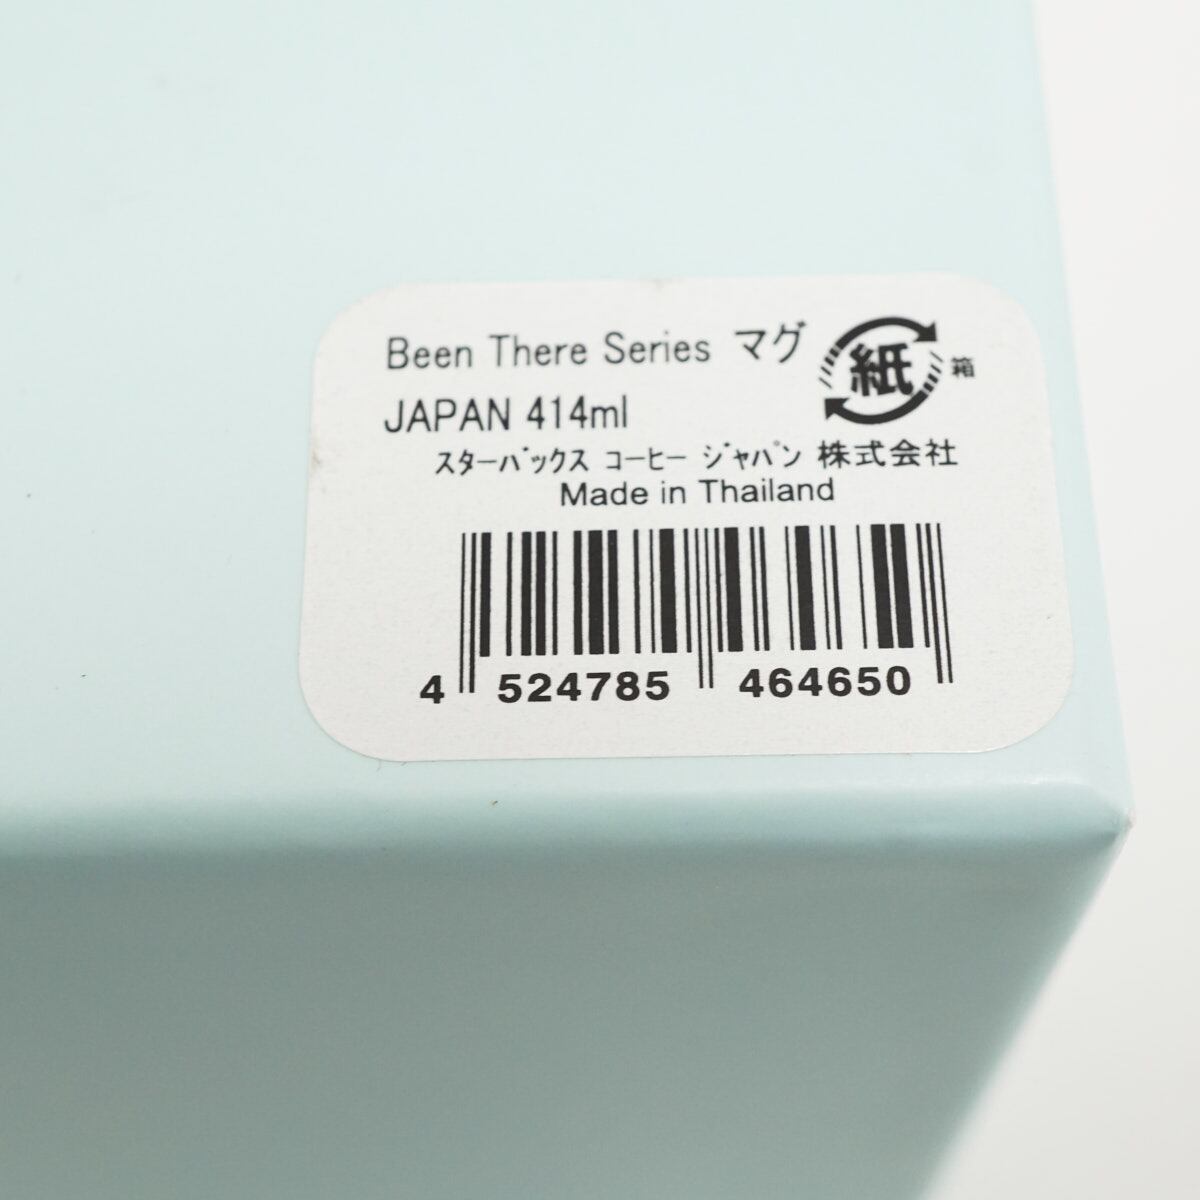 Been There Series マグ
紙 箱
JAPAN 414ml
スターバックス コーヒー ジャパン 株式会社
Made in Thailand
4 524785 464650